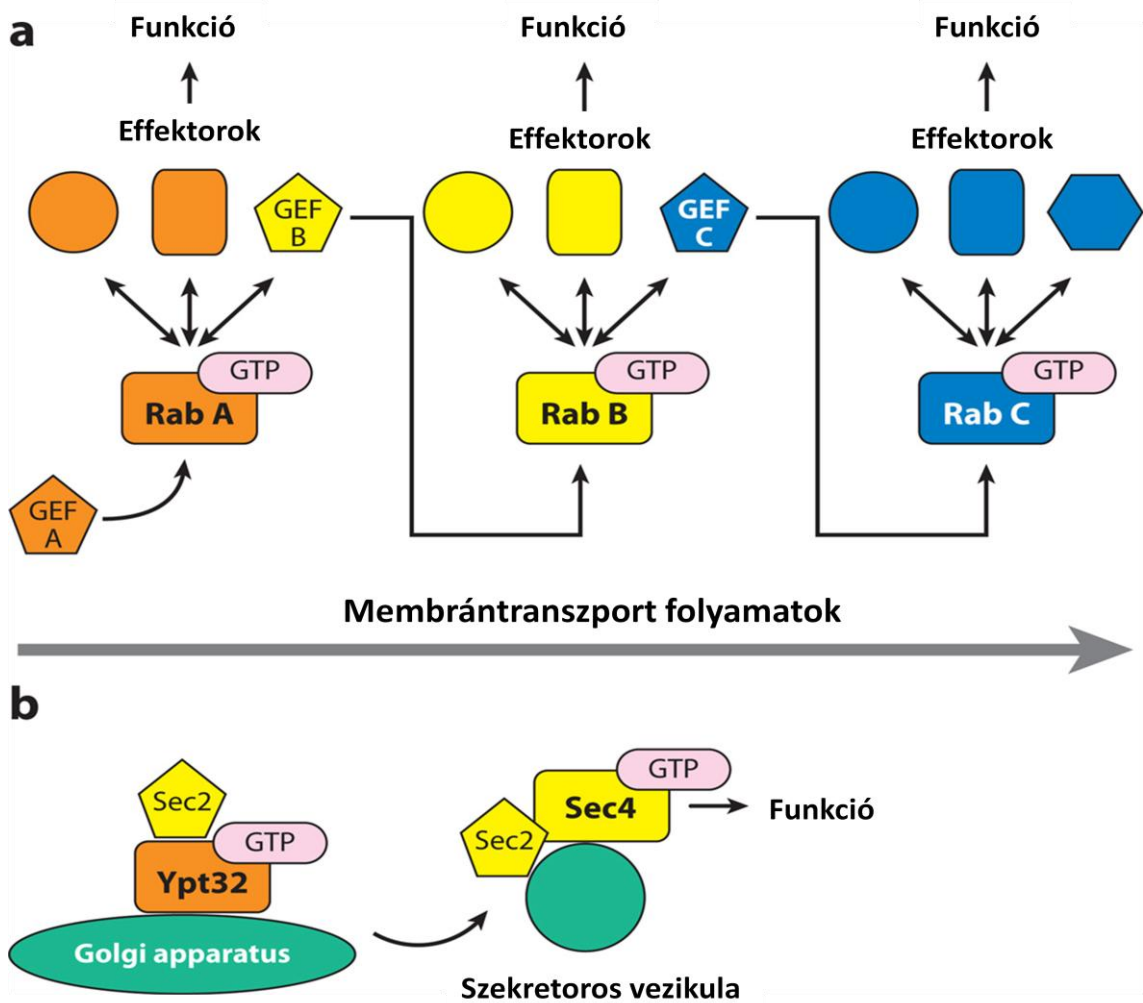 a
Funkció
Funkció
Funkció
Effektorok
Effektorok
Effektorok
GEF
B
GEF
C
GTP
GTP
GTP
Rab A
Rab B
Rab C
GEF
A
Membrántranszport folyamatok
b
Sec2
GTP
Ypt32
Golgi apparatus
GTP
Sec4
Sec2
Funkció
Szekretoros vezikula